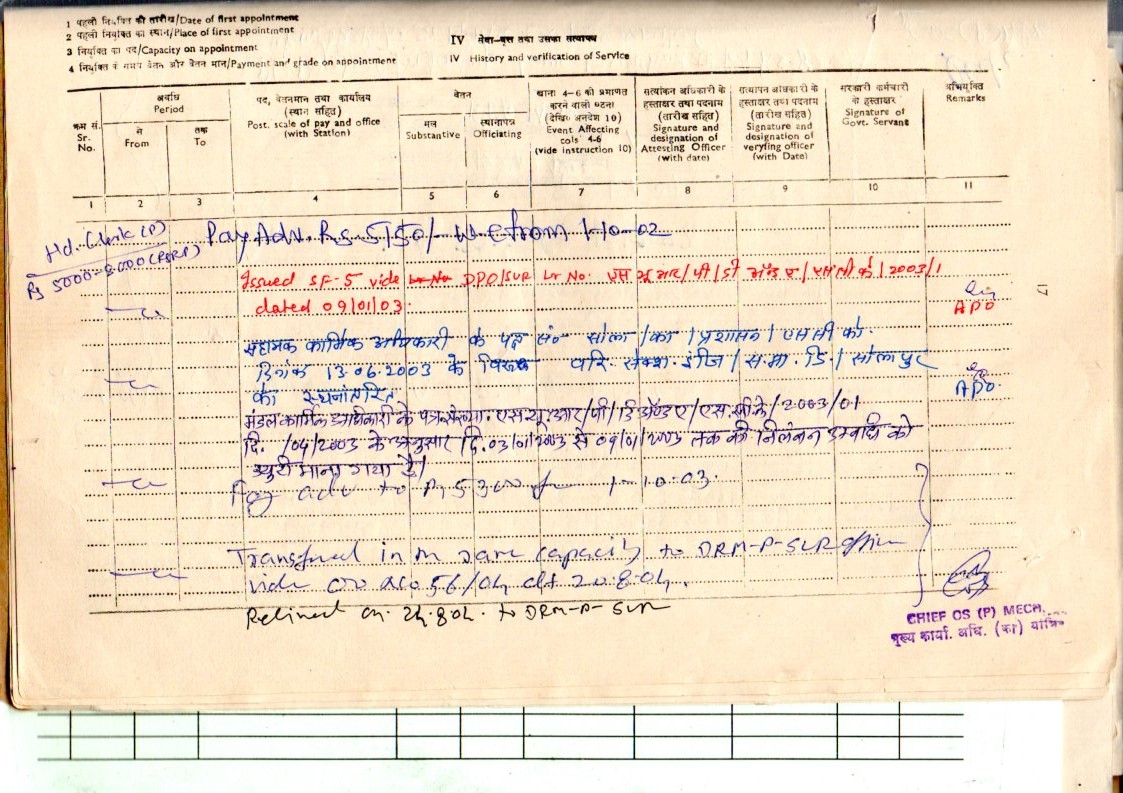 1 पहली नियुक्ति की तारीख/Date of first appointment
2 पहली नियुक्ति का स्थान/Place of first appointment
3 नियुक्ति का पद/Capacity on appointment
4 नियुक्ति के समय वेतन और वेतन मान/Payment and grade on appointment
IV सेवा-वृत्त तथा उसका सत्यापन
IV History and verification of Service
क्रम सं.
Sr.
No.
अवधि
Period
से
From
तक
To
पद, वेतनमान तथा कार्यालय
(स्थान सहित)
Post. scale of pay and office
(with Station)
वेतन
मूल
Substantive
स्थानापन्न
Officiating
खाना 4-6 को प्रमाणित
करने वाली घटना
(देखिए अनुदेश 10)
Event Affecting
cols 4-6
(vide instruction 10)
सत्यांकन अधिकारी के
हस्ताक्षर तथा पदनाम
(तारीख सहित)
Signature and
designation of
Attesting Officer
(with date)
सत्यापन अधिकारी के
हस्ताक्षर तथा पदनाम
(तारीख सहित)
Signature and
designation of
veryfing officer
(with Date)
सरकारी कर्मचारी
के हस्ताक्षर
Signature of
Govt. Servant
अभियुक्ति
Remarks
1 2 3 4 5 6 7 8 9 10 11
Hd. Clerk (P)
Rs 5000-8000 (RSRP)
Pay Adv. Rs 5150/- w e from 1-10-02
Issued SF-5 vide DPO/SUR Lr No. एस यू आर/पी/डी अॅंड ए/एस सी के/2003/1
dated 09/01/03.
APO
सहायक कार्मिक अधिकारी के पत्र सं० सोला/का/प्रशासन/एस सी के
दिनांक 13.06.2003 के वरि. सेक्श. इंजि/स.मा. डि/सोलापुर
को स्थानांतरित
APO.
मंडल कार्मिक अधिकारी के पत्र संख्या. एस यू आर/पी/डि अॅण्ड ए/एस.सी.के/2003/01
दि. /04/2003 के अनुसार दि. 03/01/2003 से 09/01/2003 तक की निलंबन अवधि को
ड्युटी माना गया है/
Pay adv to Rs 5300 fr 1-10-03.
Transfered in same capacity to DRM-P-SUR office
vide oo no 56/04 dt 20.8.04.
Relived on 24.8.04. to DRM-P-SUR
CHIEF OS (P) MECH.
मुख्य कार्या. अधि. (का) यांत्रि
17